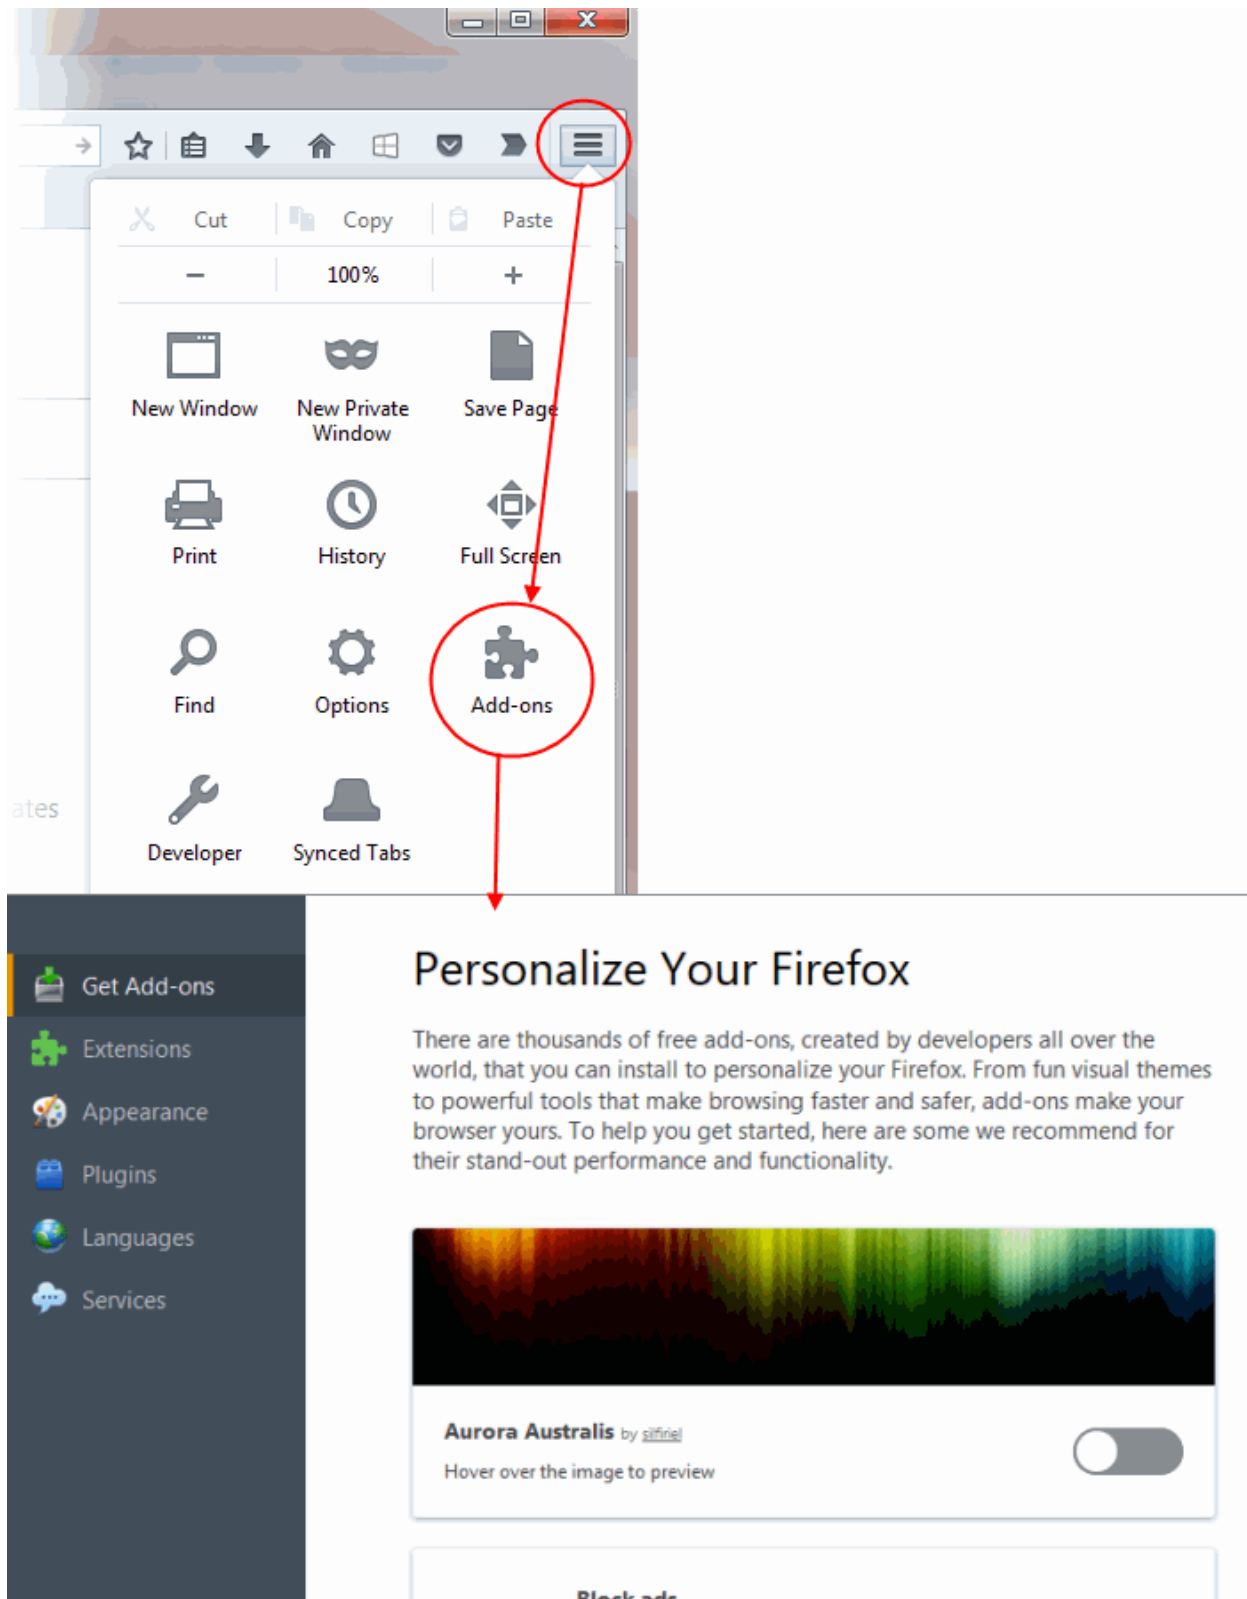 Cut Copy Paste
100%
New Window New Private Save Page
Window
Print History Full Screen
Find Options Add-ons
ates
Developer Synced Tabs
Personalize Your Firefox
Get Add-ons
Extensions
Appearance
Plugins
Languages
Services
There are thousands of free add-ons, created by developers all over the
world, that you can install to personalize your Firefox. From fun visual themes
to powerful tools that make browsing faster and safer, add-ons make your
browser yours. To help you get started, here are some we recommend for
their stand-out performance and functionality.
Aurora Australis by silfiriel
Hover over the image to preview
Block ads